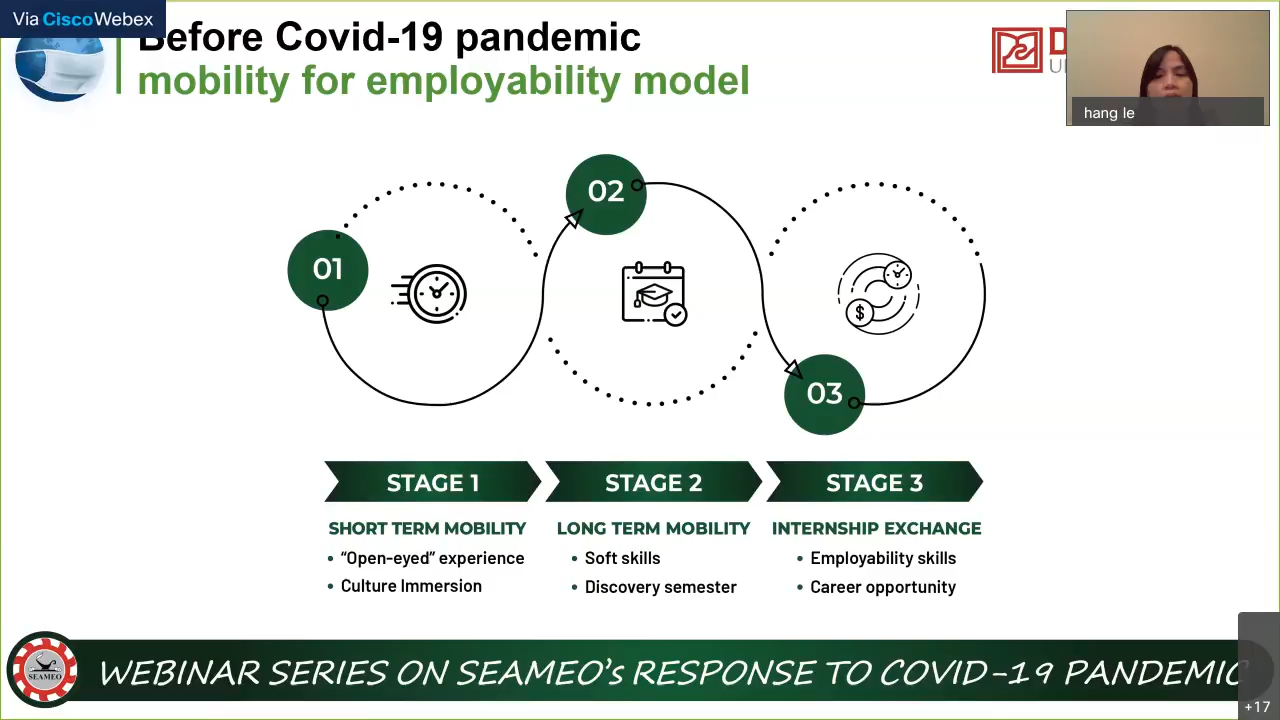 Via Cisco Webex
Before Covid-19 pandemic
mobility for employability model
hang le
01
02
03
$
STAGE 1
STAGE 2
STAGE 3
SHORT TERM MOBILITY
• “Open-eyed” experience
• Culture Immersion
LONG TERM MOBILITY
• Soft skills
• Discovery semester
INTERNSHIP EXCHANGE
• Employability skills
• Career opportunity
SEAMEO
WEBINAR SERIES ON SEAMEO’s RESPONSE TO COVID-19 PANDEMIC
+17